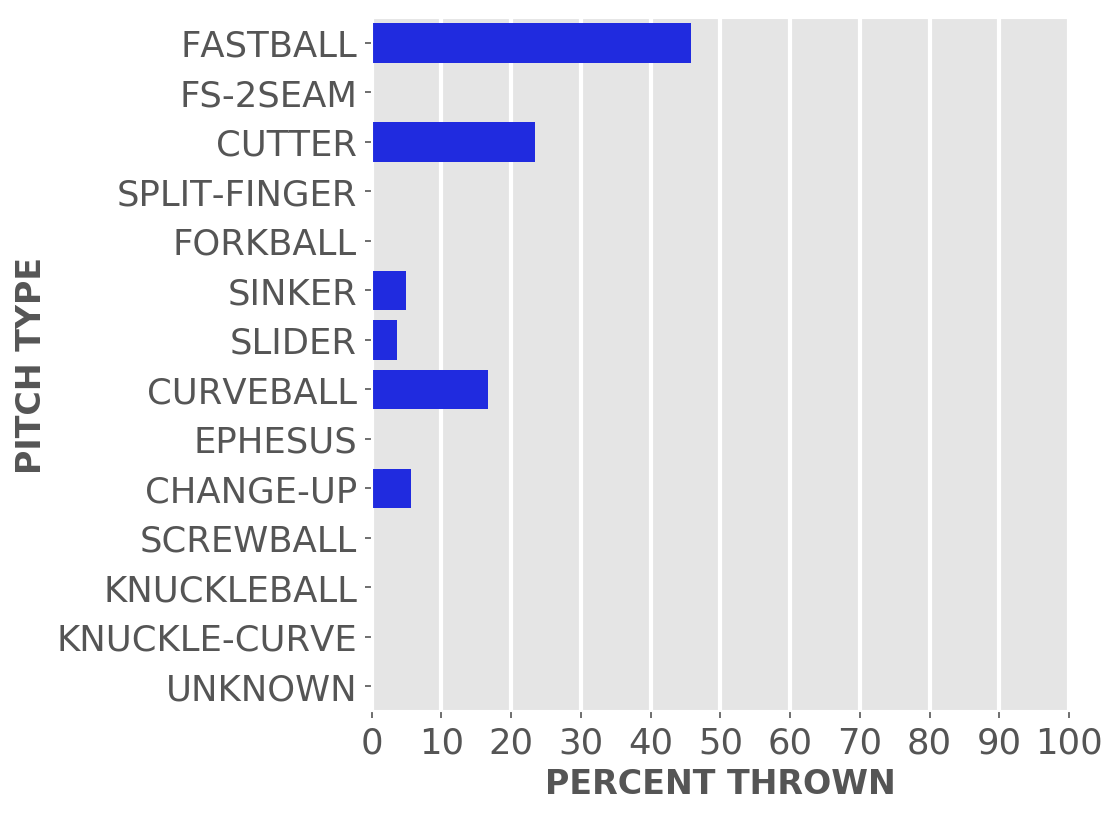 FASTBALL
FS-2SEAM
CUTTER
SPLIT-FINGER
FORKBALL
SINKER
SLIDER
CURVEBALL
EPHESUS
CHANGE-UP
SCREWBALL
KNUCKLEBALL
KNUCKLE-CURVE
UNKNOWN
PITCH TYPE
0 10 20 30 40 50 60 70 80 90 100
PERCENT THROWN